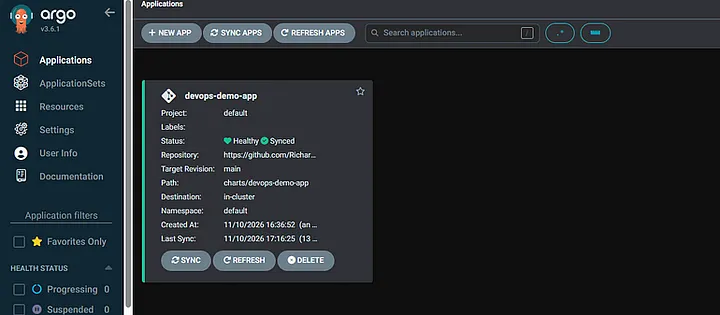 argo
v3.6.1
Applications
ApplicationSets
Resources
Settings
User Info
Documentation
Application filters
Favorites Only
HEALTH STATUS
Progressing 0
Suspended 0
Applications
+ NEW APP
SYNC APPS
REFRESH APPS
Search applications...
/
.*
devops-demo-app
Project: default
Labels:
Status: Healthy Synced
Repository: https://github.com/Richar...
Target Revision: main
Path: charts/devops-demo-app
Destination: in-cluster
Namespace: default
Created At: 11/10/2026 16:36:52 (an ...
Last Sync: 11/10/2026 17:16:25 (13 ...
SYNC
REFRESH
DELETE